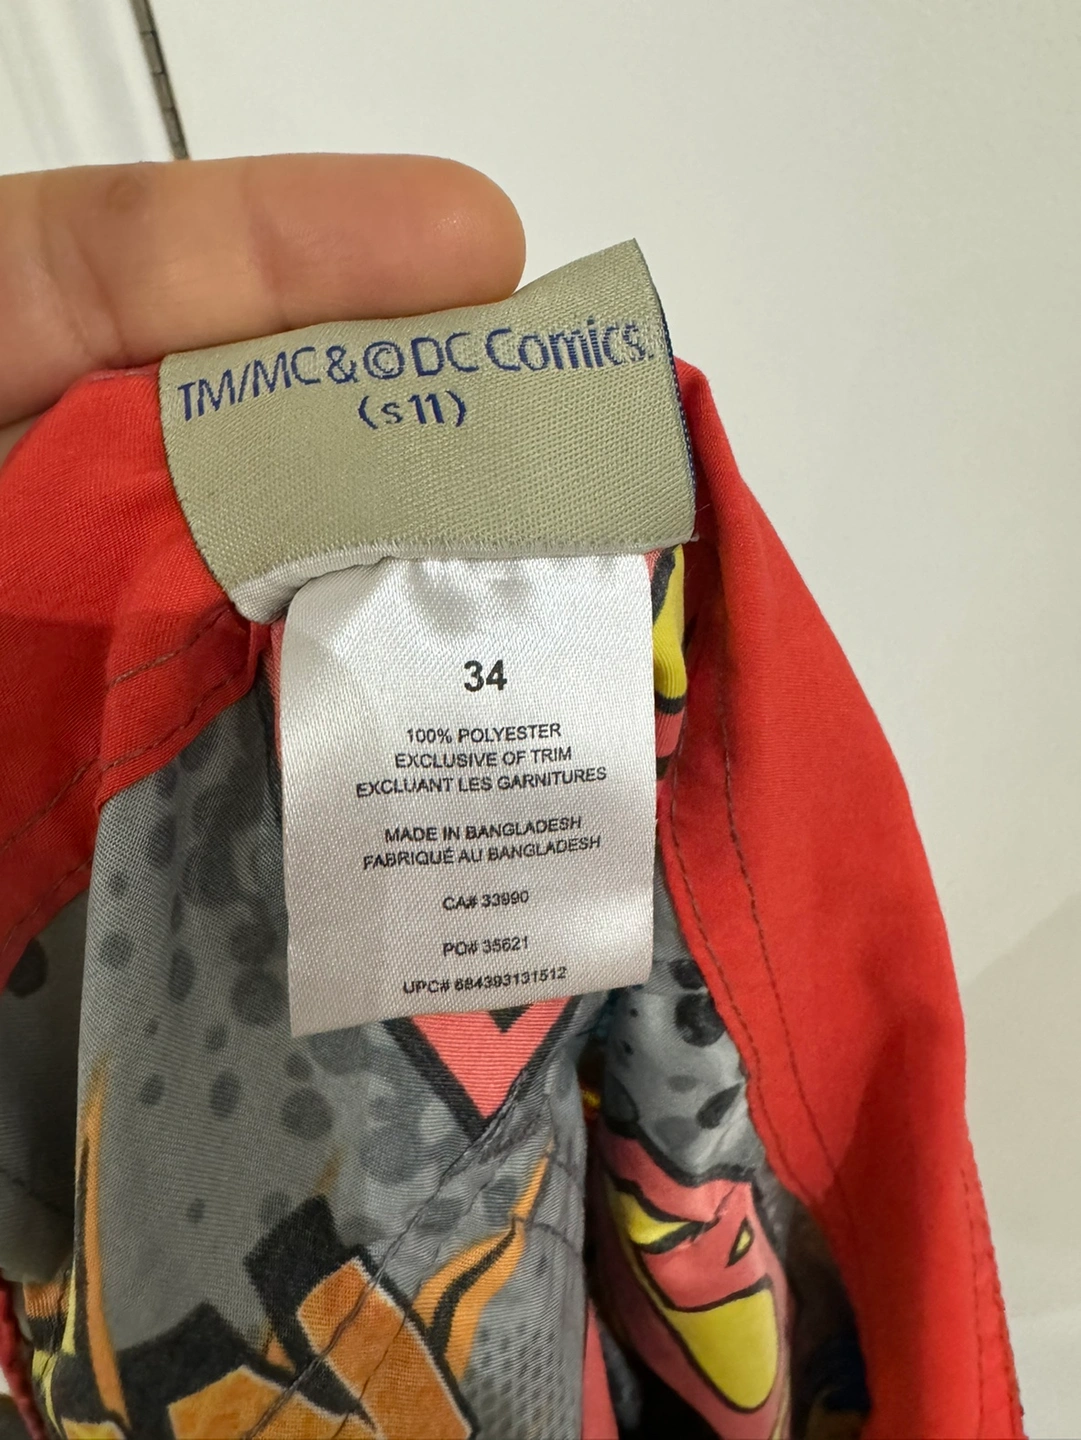 TM/MC&©DC Comics.
(s11)
34
100% POLYESTER
EXCLUSIVE OF TRIM
EXCLUANT LES GARNITURES
MADE IN BANGLADESH
FABRIQUÉ AU BANGLADESH
CA# 33990
PO# 35621
UPC# 684393131512